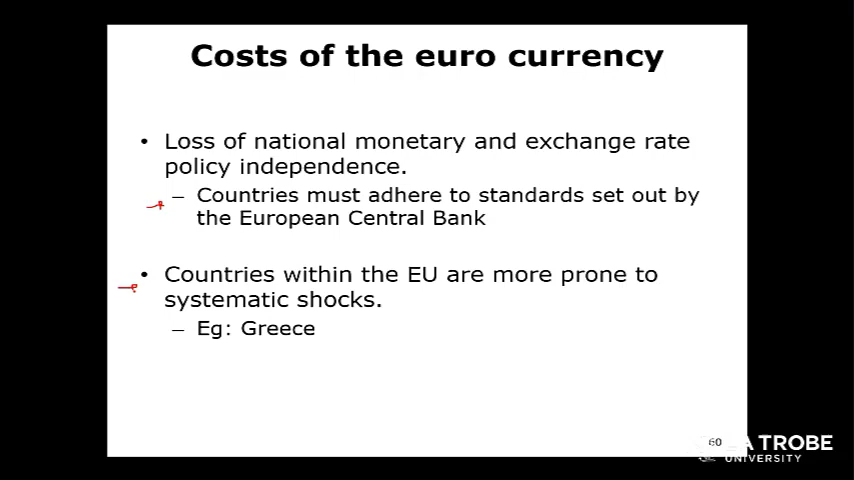 Costs of the euro currency
• Loss of national monetary and exchange rate
policy independence.
– Countries must adhere to standards set out by
the European Central Bank
• Countries within the EU are more prone to
systematic shocks.
– Eg: Greece
60
LA TROBE
UNIVERSITY